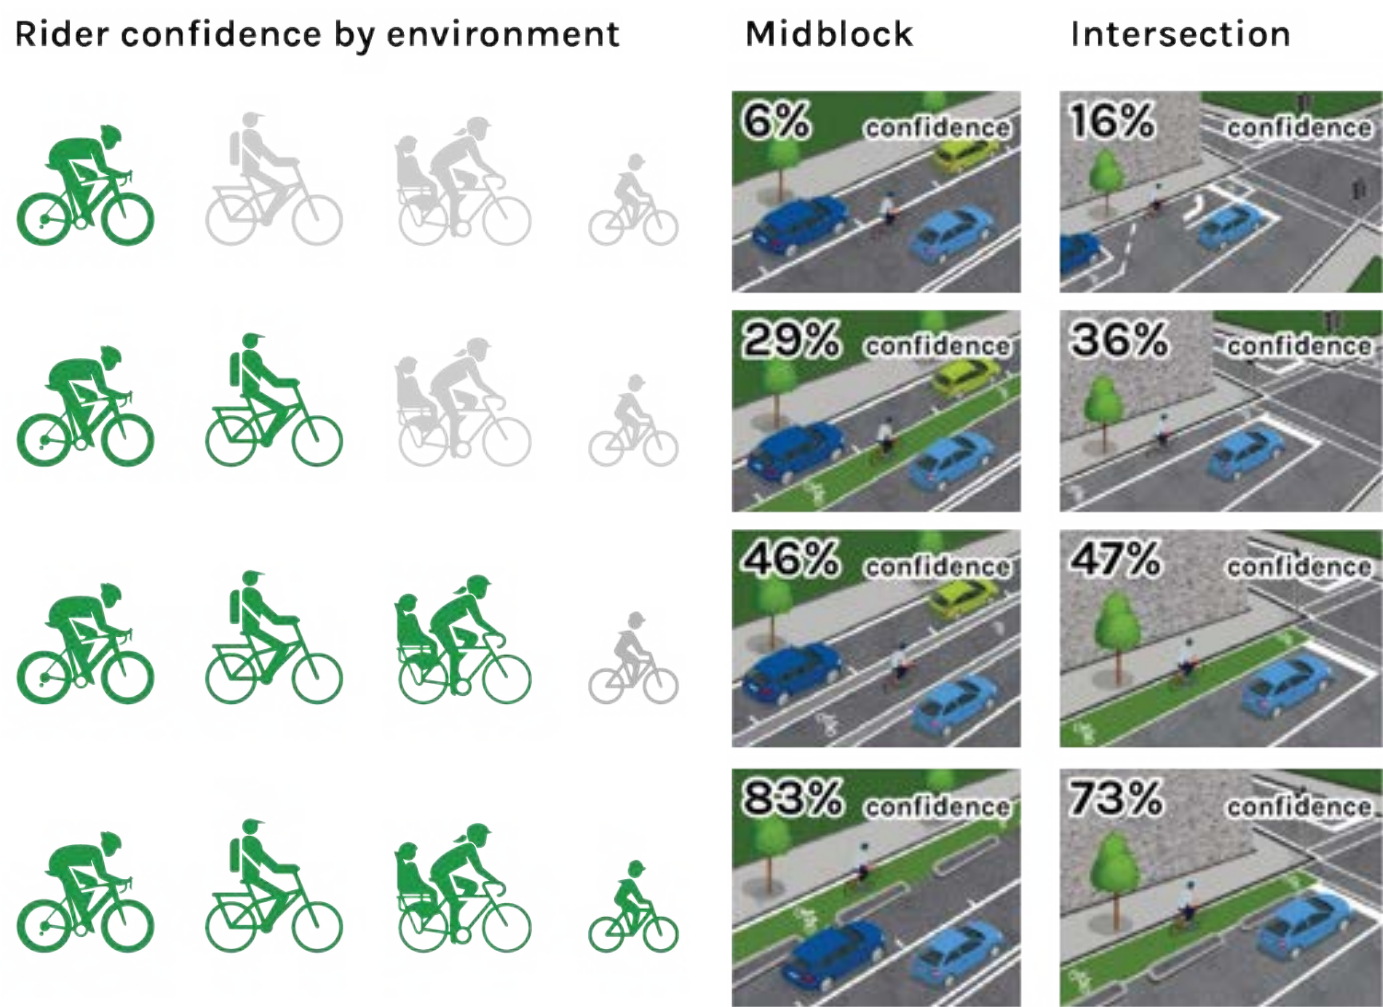 Rider confidence by environment
Midblock
Intersection
6% confidence
16% confidence
29% confidence
36% confidence
46% confidence
47% confidence
83% confidence
73% confidence